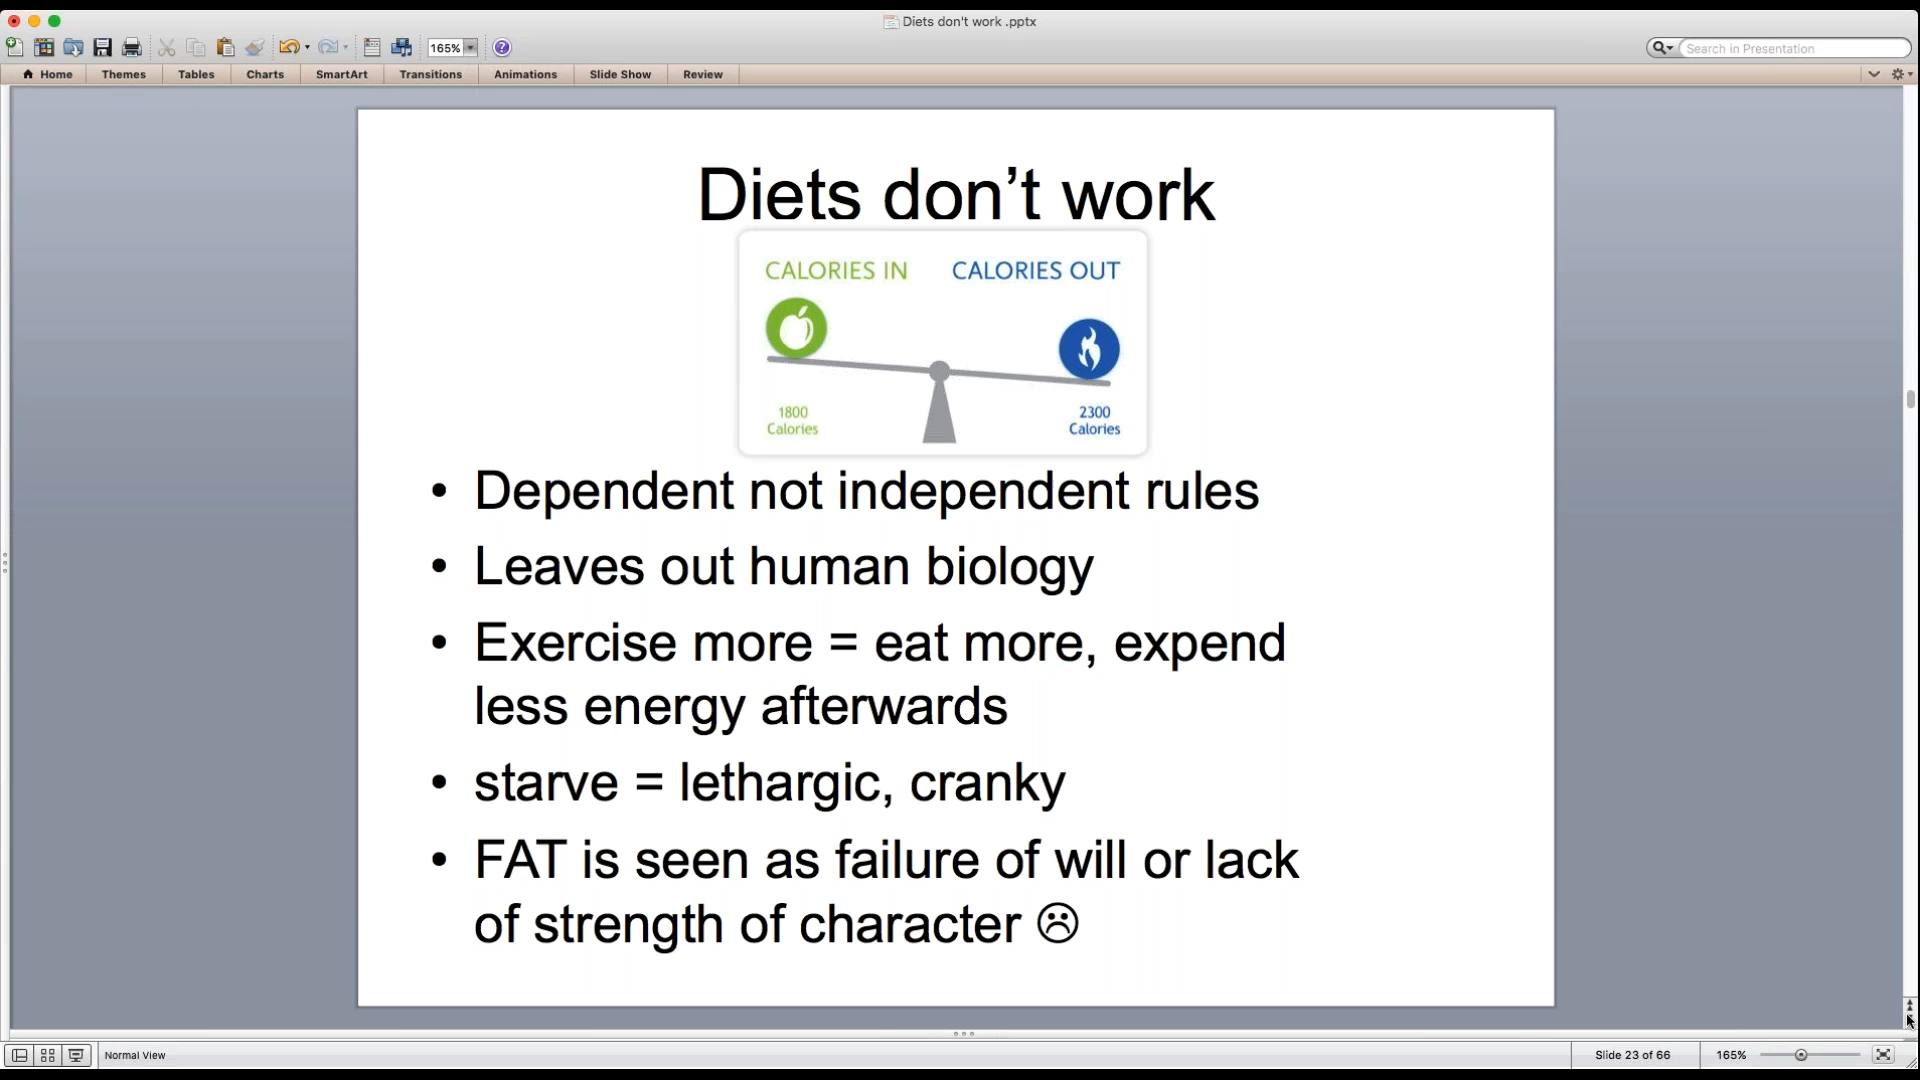 Diets don't work .pptx
165%
Search in Presentation
Home Themes Tables Charts SmartArt Transitions Animations Slide Show Review
Diets don’t work
CALORIES IN CALORIES OUT
1800 2300
Calories Calories
• Dependent not independent rules
• Leaves out human biology
• Exercise more = eat more, expend
less energy afterwards
• starve = lethargic, cranky
• FAT is seen as failure of will or lack
of strength of character ☹
Normal View Slide 23 of 66 165%